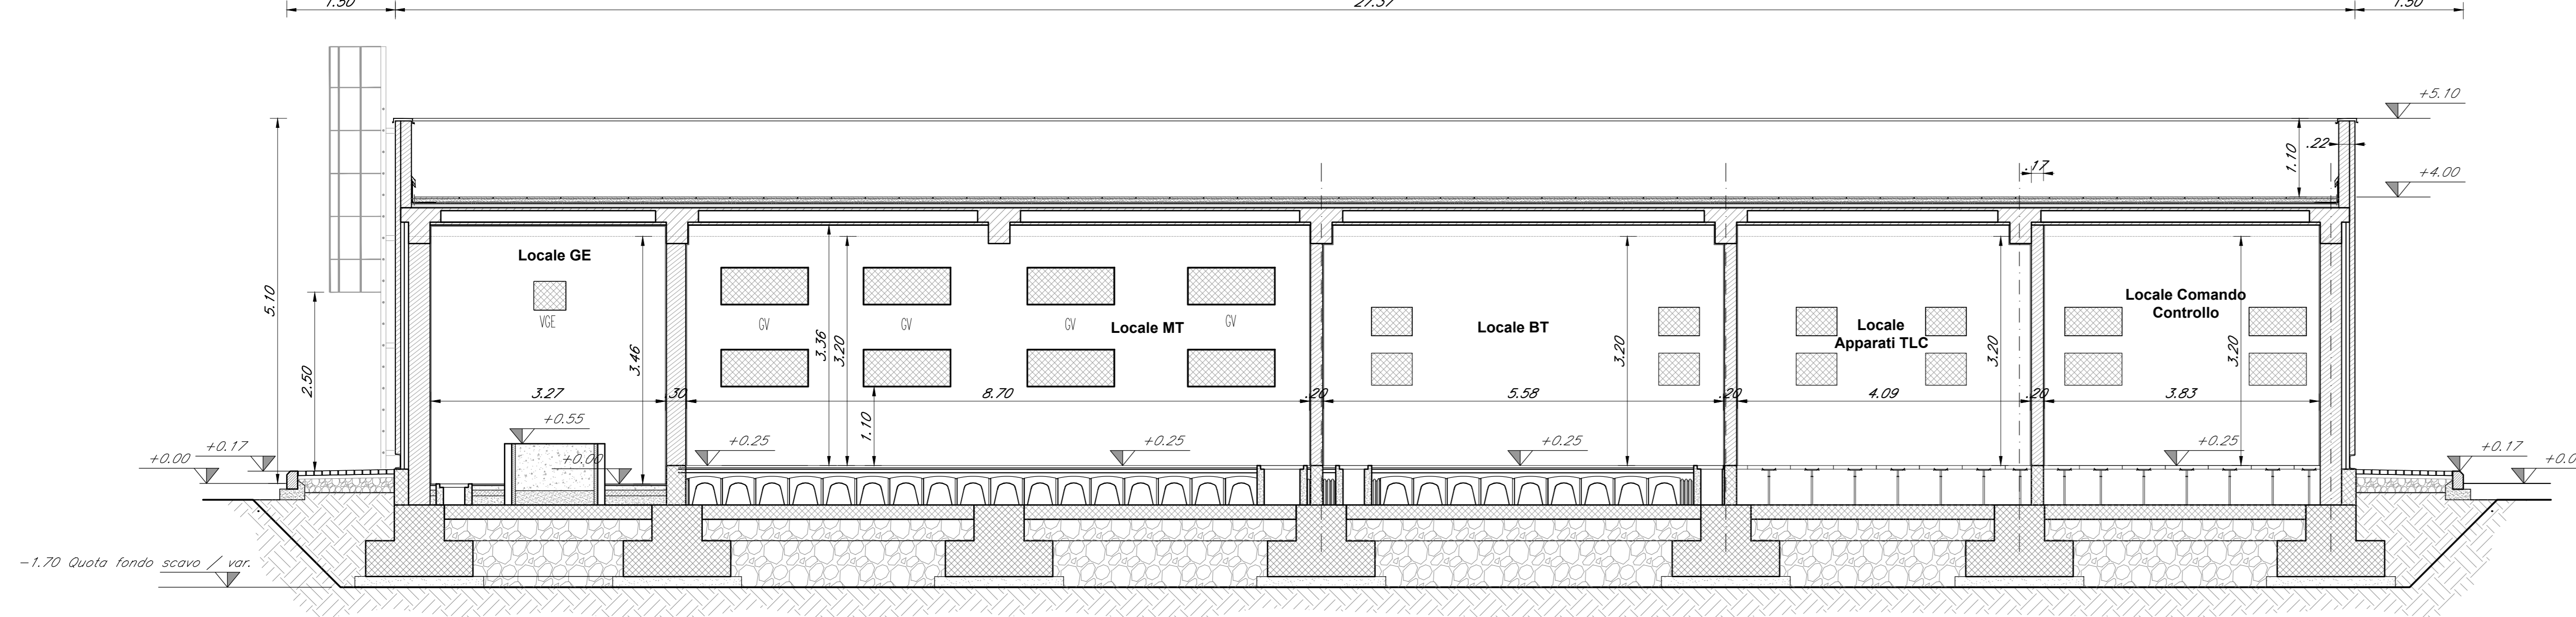 1.50
27.37
1.50
+5.10
1.10
.22
.17
+4.00
Locale GE
VGE
GV
GV
GV
GV
Locale MT
Locale BT
Locale
Apparati TLC
Locale Comando
Controllo
5.10
2.50
3.46
3.36
3.20
3.20
3.20
3.20
3.27
.30
8.70
.20
5.58
.20
4.09
.20
3.83
1.10
+0.55
+0.00
+0.25
+0.25
+0.25
+0.25
+0.17
+0.00
+0.17
-1.70 Quota fondo scavo / var.